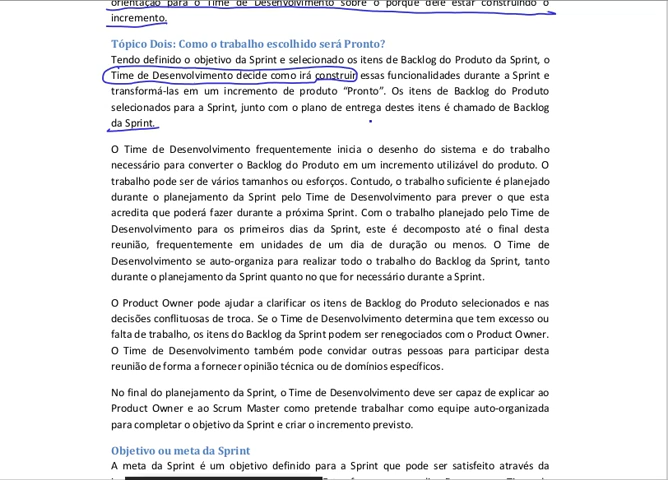 orientação para o Time de Desenvolvimento sobre o porquê dele estar construindo o
incremento.
Tópico Dois: Como o trabalho escolhido será Pronto?
Tendo definido o objetivo da Sprint e selecionado os itens de Backlog do Produto da Sprint, o
Time de Desenvolvimento decide como irá construir essas funcionalidades durante a Sprint e
transformá-las em um incremento de produto “Pronto”. Os itens de Backlog do Produto
selecionados para a Sprint, junto com o plano de entrega destes itens é chamado de Backlog
da Sprint.
O Time de Desenvolvimento frequentemente inicia o desenho do sistema e do trabalho
necessário para converter o Backlog do Produto em um incremento utilizável do produto. O
trabalho pode ser de vários tamanhos ou esforços. Contudo, o trabalho suficiente é planejado
durante o planejamento da Sprint pelo Time de Desenvolvimento para prever o que esta
acredita que poderá fazer durante a próxima Sprint. Com o trabalho planejado pelo Time de
Desenvolvimento para os primeiros dias da Sprint, este é decomposto até o final desta
reunião, frequentemente em unidades de um dia de duração ou menos. O Time de
Desenvolvimento se auto-organiza para realizar todo o trabalho do Backlog da Sprint, tanto
durante o planejamento da Sprint quanto no que for necessário durante a Sprint.
O Product Owner pode ajudar a clarificar os itens de Backlog do Produto selecionados e nas
decisões conflituosas de troca. Se o Time de Desenvolvimento determina que tem excesso ou
falta de trabalho, os itens do Backlog da Sprint podem ser renegociados com o Product Owner.
O Time de Desenvolvimento também pode convidar outras pessoas para participar desta
reunião de forma a fornecer opinião técnica ou de domínios específicos.
No final do planejamento da Sprint, o Time de Desenvolvimento deve ser capaz de explicar ao
Product Owner e ao Scrum Master como pretende trabalhar como equipe auto-organizada
para completar o objetivo da Sprint e criar o incremento previsto.
Objetivo ou meta da Sprint
A meta da Sprint é um objetivo definido para a Sprint que pode ser satisfeito através da